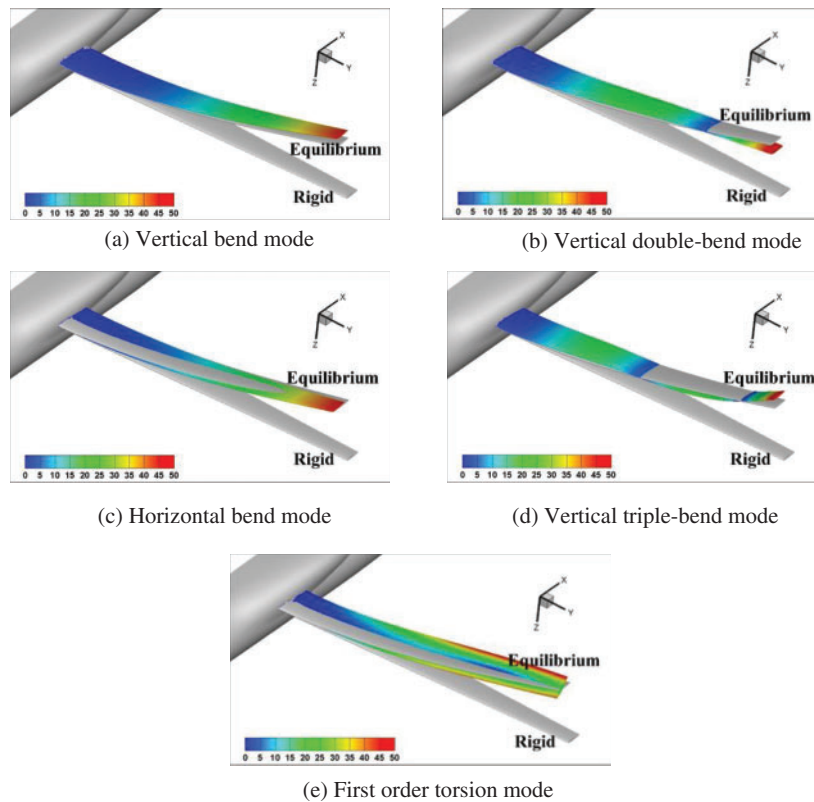 X
Y
Z
Equilibrium
Rigid
0 5 10 15 20 25 30 35 40 45 50
(a) Vertical bend mode
X
Y
Z
Equilibrium
Rigid
0 5 10 15 20 25 30 35 40 45 50
(b) Vertical double-bend mode
X
Y
Z
Equilibrium
Rigid
0 5 10 15 20 25 30 35 40 45 50
(c) Horizontal bend mode
X
Y
Z
Equilibrium
Rigid
0 5 10 15 20 25 30 35 40 45 50
(d) Vertical triple-bend mode
X
Y
Z
Equilibrium
Rigid
0 5 10 15 20 25 30 35 40 45 50
(e) First order torsion mode